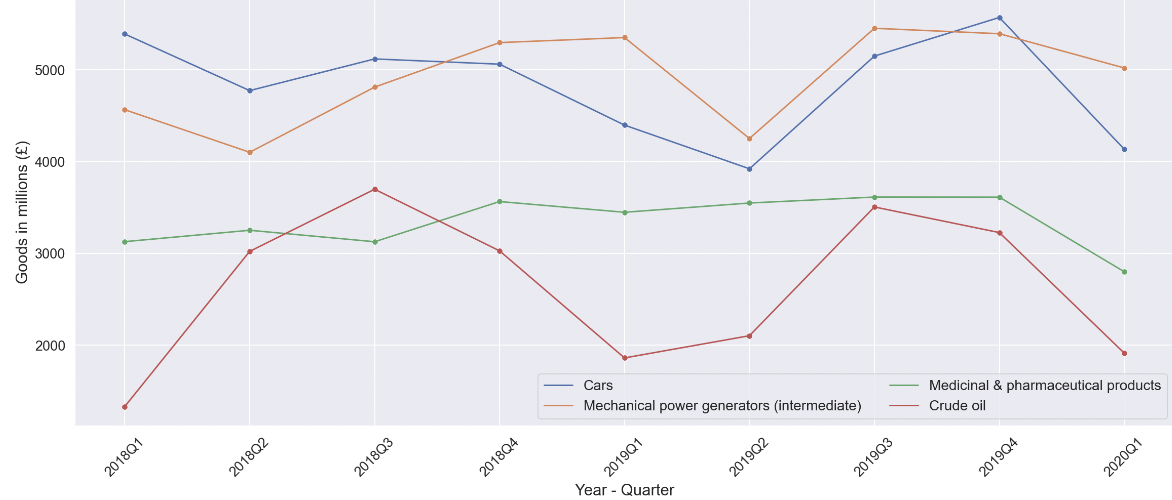 5000
4000
3000
2000
Goods in millions (£)
Cars
Mechanical power generators (intermediate)
Medicinal & pharmaceutical products
Crude oil
2018Q1
2018Q2
2018Q3
2018Q4
2019Q1
2019Q2
2019Q3
2019Q4
2020Q1
Year - Quarter